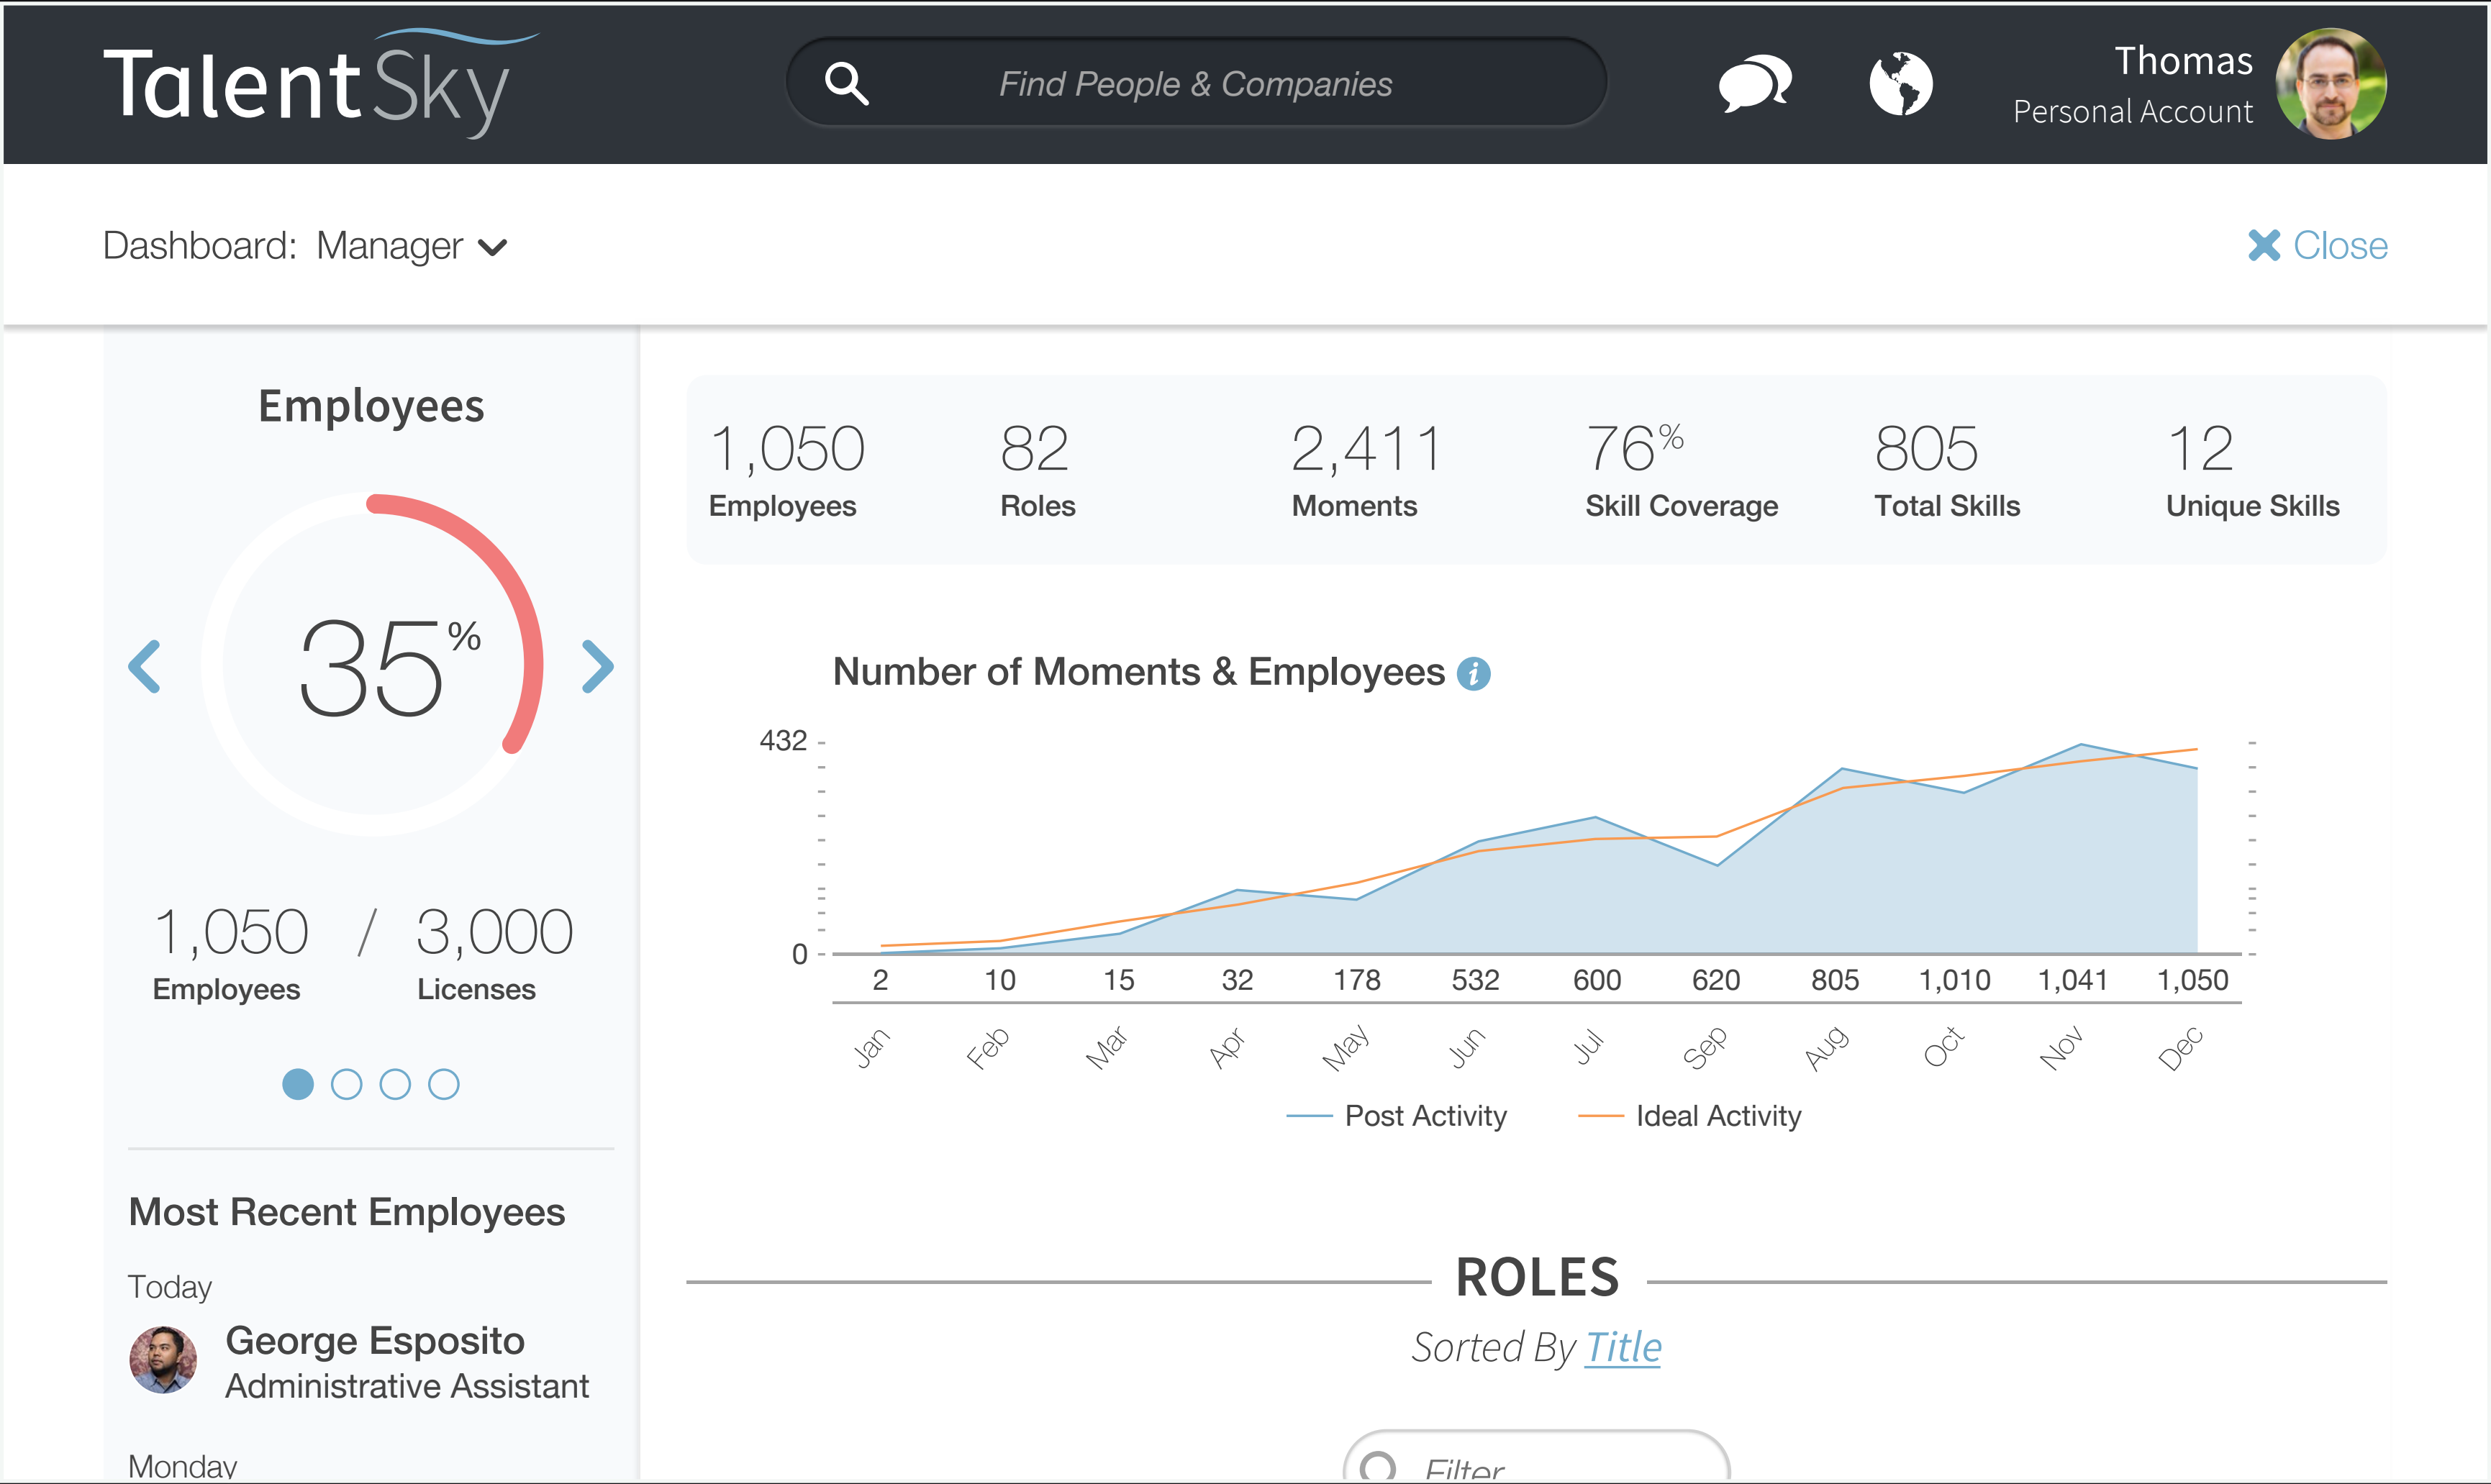 TalentSky
Find People & Companies
Thomas
Personal Account
Dashboard: Manager
Close
Employees
35%
1,050 / 3,000
Employees Licenses
Most Recent Employees
Today
George Esposito
Administrative Assistant
Monday
1,050 82 2,411 76% 805 12
Employees Roles Moments Skill Coverage Total Skills Unique Skills
Number of Moments & Employees i
432
0
2 10 15 32 178 532 600 620 805 1,010 1,041 1,050
Jan Feb Mar Apr May Jun Jul Sep Aug Oct Nov Dec
Post Activity Ideal Activity
ROLES
Sorted By Title
Filter